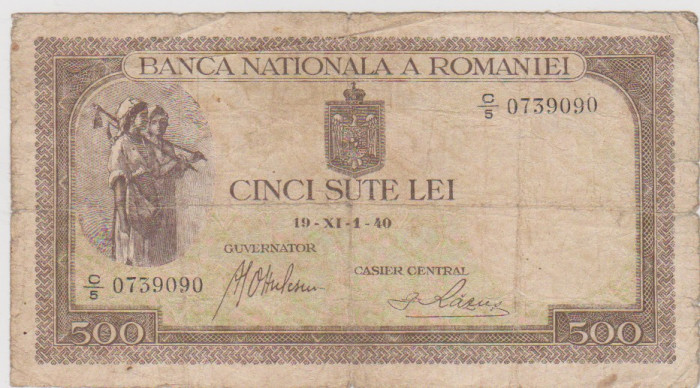 BANCA NATIONALA A ROMANIEI
C/5 0739090
CINCI SUTE LEI
19-XI-1-40
GUVERNATOR
CASIER CENTRAL
C/5 0739090
500
500